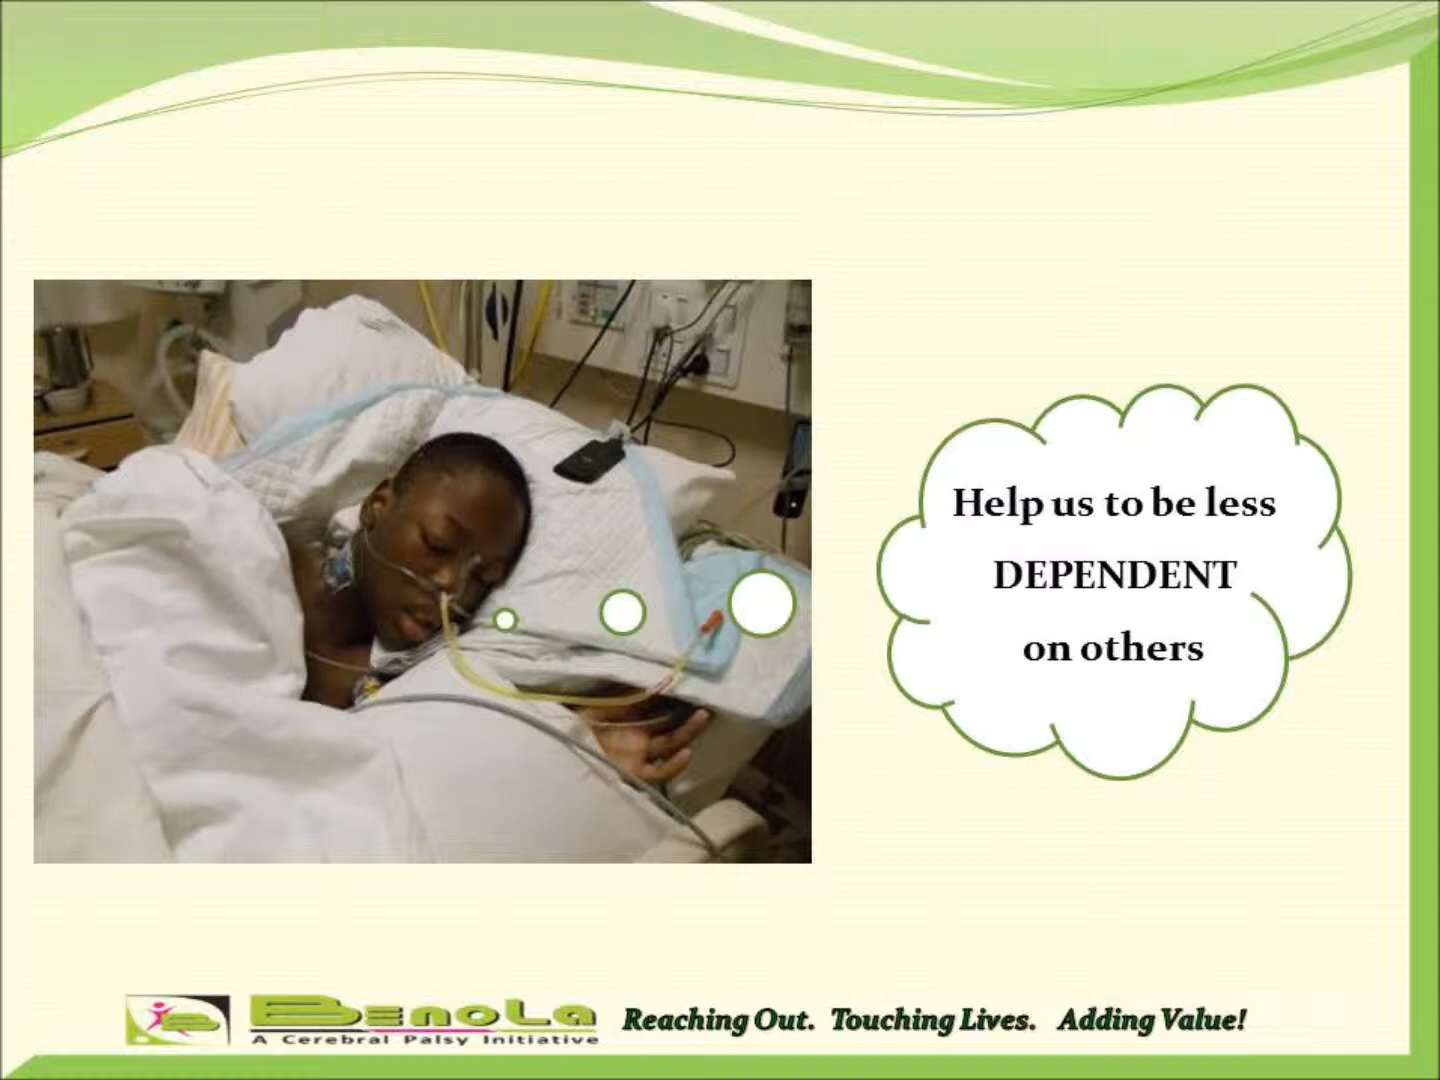 Help us to be less
DEPENDENT
on others
BENOLA
A Cerebral Palsy Initiative
Reaching Out. Touching Lives. Adding Value!